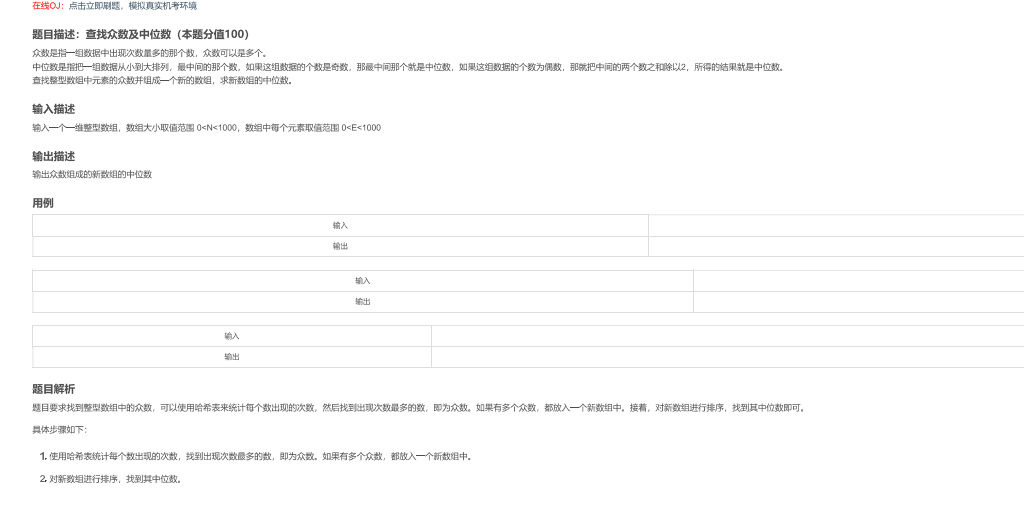 在线OJ：点击立即刷题，模拟真实机考环境
题目描述：查找众数及中位数（本题分值100）
众数是指一组数据中出现次数量多的那个数，众数可以是多个。
中位数是指把一组数据从小到大排列，最中间的那个数，如果这组数据的个数是奇数，那最中间那个就是中位数，如果这组数据的个数为偶数，那就把中间的两个数之和除以2，所得的结果就是中位数。
查找整型数组中元素的众数并组成一个新的数组，求新数组的中位数。
输入描述
输入一个一维整型数组，数组大小取值范围 0<N<1000，数组中每个元素取值范围 0<E<1000
输出描述
输出众数组成的新数组的中位数
用例
输入
输出
输入
输出
输入
输出
题目解析
题目要求找到整型数组中的众数，可以使用哈希表来统计每个数出现的次数，然后找到出现次数最多的数，即为众数。如果有多个众数，都放入一个新数组中。接着，对新数组进行排序，找到其中位数即可。
具体步骤如下：
1. 使用哈希表统计每个数出现的次数，找到出现次数最多的数，即为众数。如果有多个众数，都放入一个新数组中。
2. 对新数组进行排序，找到其中位数。